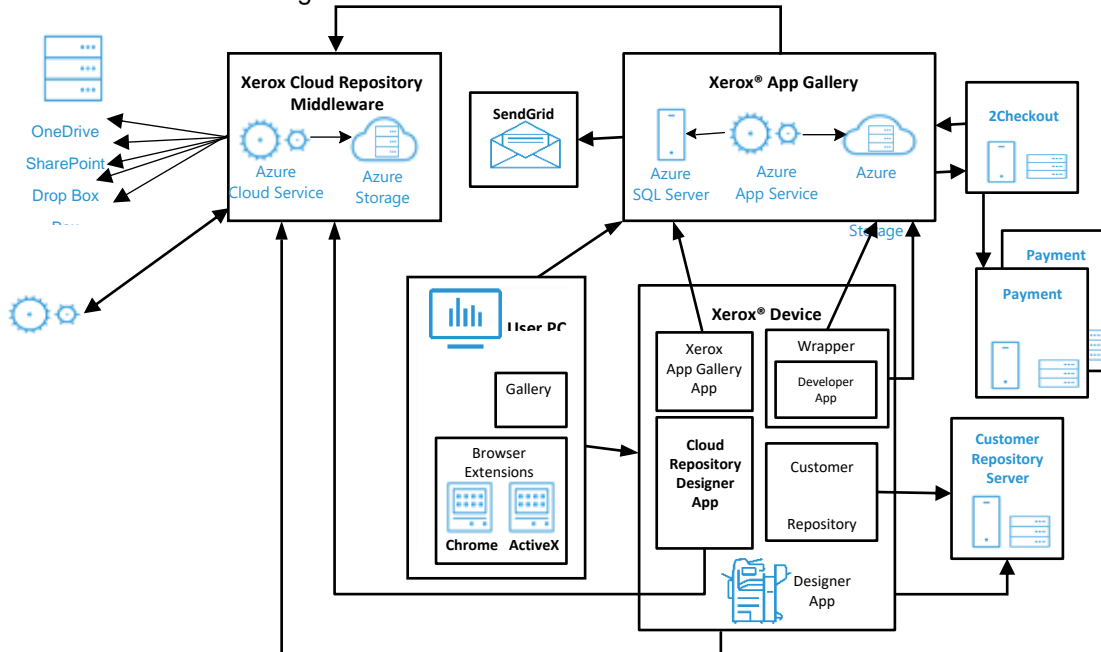 Xerox Cloud Repository
Middleware
Azure
Cloud Service
Azure
Storage
OneDrive
SharePoint
Drop Box
SendGrid
Xerox® App Gallery
Azure
SQL Server
Azure
App Service
Azure
Storage
2Checkout
Payment
Payment
User PC
Gallery
Browser
Extensions
Chrome
ActiveX
Xerox® Device
Xerox
App Gallery
App
Wrapper
Developer
App
Cloud
Repository
Designer
App
Customer
Repository
Designer
App
Customer
Repository
Server